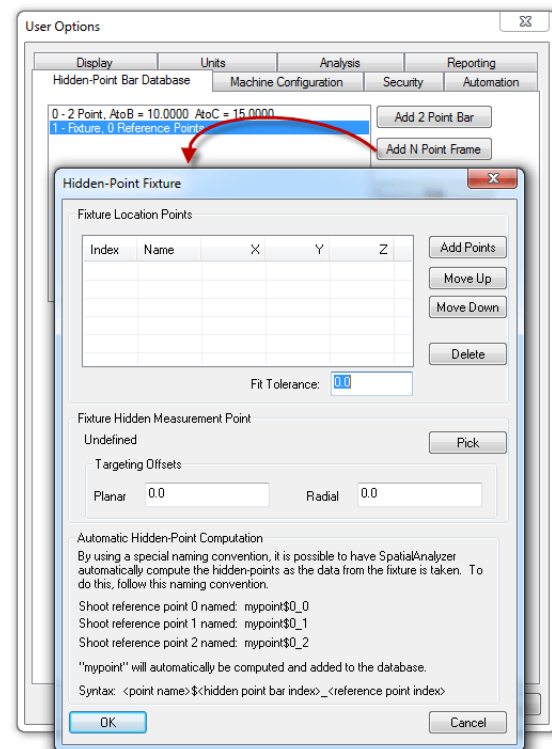 User Options
Display Units Analysis Reporting
Hidden-Point Bar Database Machine Configuration Security Automation
0 - 2 Point, AtoB = 10.0000 AtoC = 15.0000
1 - Fixture, 0 Reference Points
Add 2 Point Bar
Add N Point Frame
Hidden-Point Fixture
Fixture Location Points
Index Name X Y Z
Add Points
Move Up
Move Down
Delete
Fit Tolerance: 0.0
Fixture Hidden Measurement Point
Undefined
Pick
Targeting Offsets
Planar 0.0 Radial 0.0
Automatic Hidden-Point Computation
By using a special naming convention, it is possible to have SpatialAnalyzer
automatically compute the hidden-points as the data from the fixture is taken. To
do this, follow this naming convention.
Shoot reference point 0 named: mypoint$0_0
Shoot reference point 1 named: mypoint$0_1
Shoot reference point 2 named: mypoint$0_2
"mypoint" will automatically be computed and added to the database.
Syntax: <point name>$<hidden point bar index>_<reference point index>
OK Cancel